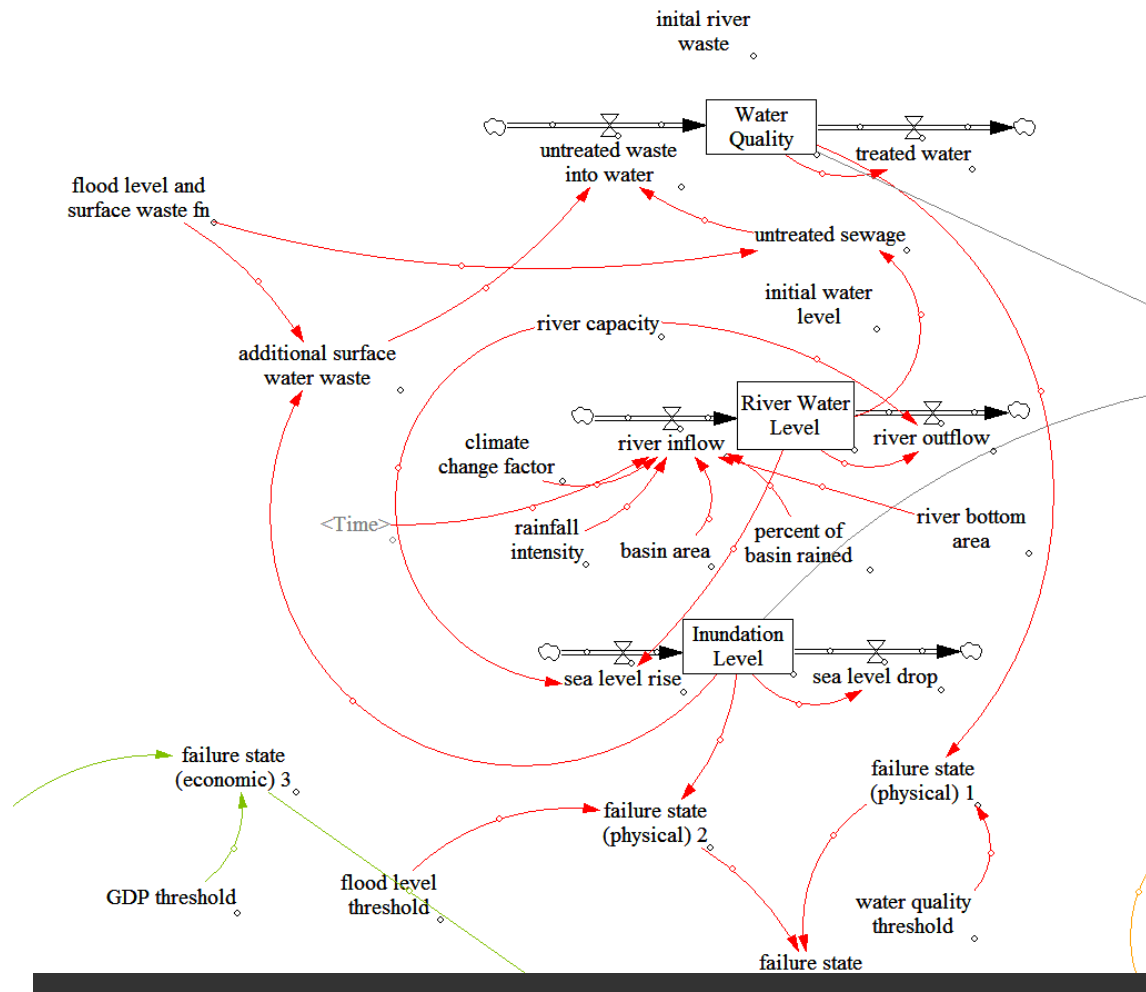 inital river
waste
Water
Quality
untreated waste
into water
treated water
flood level and
surface waste fn
untreated sewage
initial water
level
river capacity
additional surface
water waste
River Water
Level
river inflow
river outflow
climate
change factor
<Time>
rainfall
intensity
basin area
percent of
basin rained
river bottom
area
Inundation
Level
sea level rise
sea level drop
failure state
(economic) 3
failure state
(physical) 1
failure state
(physical) 2
GDP threshold
flood level
threshold
water quality
threshold
failure state